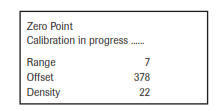 Zero Point
Calibration in progress ......
Range 7
Offset 378
Density 22